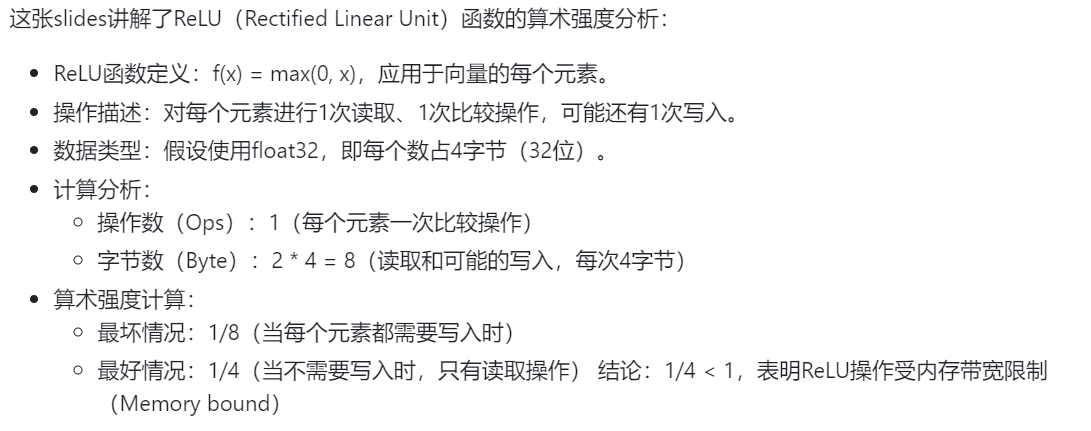 这张slides讲解了ReLU（Rectified Linear Unit）函数的算术强度分析：
• ReLU函数定义：f(x) = max(0, x)，应用于向量的每个元素。
• 操作描述：对每个元素进行1次读取、1次比较操作，可能还有1次写入。
• 数据类型：假设使用float32，即每个数占4字节（32位）。
• 计算分析：
◦ 操作数（Ops）：1（每个元素一次比较操作）
◦ 字节数（Byte）：2 * 4 = 8（读取和可能的写入，每次4字节）
• 算术强度计算：
◦ 最坏情况：1/8（当每个元素都需要写入时）
◦ 最好情况：1/4（当不需要写入时，只有读取操作） 结论：1/4 < 1，表明ReLU操作受内存带宽限制
（Memory bound）